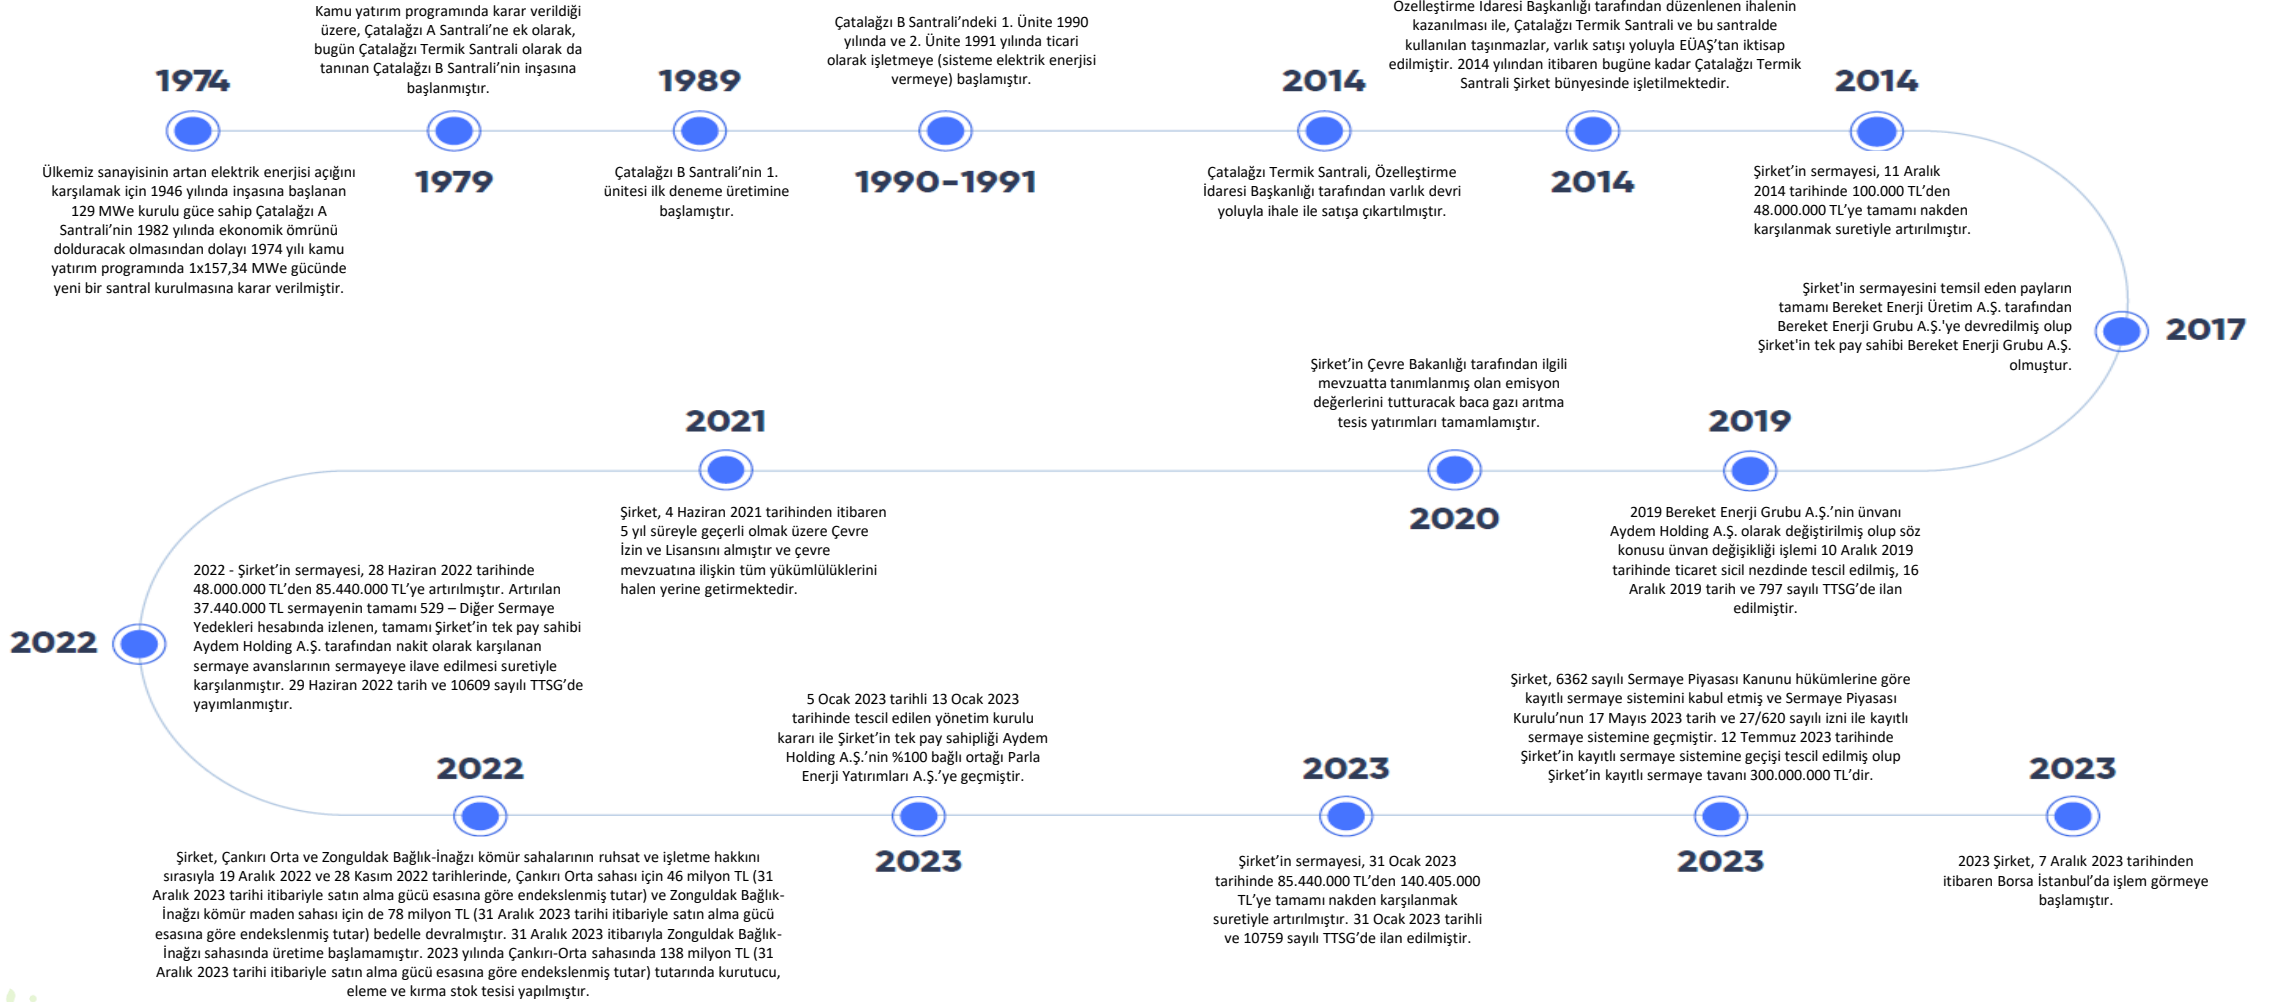 1974
Ülkemiz sanayisinin artan elektrik enerjisi açığını
karşılamak için 1946 yılında inşasına başlanan
129 MWe kurulu güce sahip Çatalağzı A
Santrali’nin 1982 yılında ekonomik ömrünü
dolduracak olmasından dolayı 1974 yılı kamu
yatırım programında 1x157,34 MWe gücünde
yeni bir santral kurulmasına karar verilmiştir.
Kamu yatırım programında karar verildiği
üzere, Çatalağzı A Santrali’ne ek olarak,
bugün Çatalağzı Termik Santrali olarak da
tanınan Çatalağzı B Santrali’nin inşasına
başlanmıştır.
1979
1989
Çatalağzı B Santrali’nin 1.
ünitesi ilk deneme üretimine
başlamıştır.
Çatalağzı B Santrali’ndeki 1. Ünite 1990
yılında ve 2. Ünite 1991 yılında ticari
olarak işletmeye (sisteme elektrik enerjisi
vermeye) başlamıştır.
1990-1991
2014
Çatalağzı Termik Santrali, Özelleştirme
İdaresi Başkanlığı tarafından varlık devri
yoluyla ihale ile satışa çıkartılmıştır.
Özelleştirme İdaresi Başkanlığı tarafından düzenlenen ihalenin
kazanılması ile, Çatalağzı Termik Santrali ve bu santralde
kullanılan taşınmazlar, varlık satışı yoluyla EÜAŞ’tan iktisap
edilmiştir. 2014 yılından itibaren bugüne kadar Çatalağzı Termik
Santrali Şirket bünyesinde işletilmektedir.
2014
2014
Şirket’in sermayesi, 11 Aralık
2014 tarihinde 100.000 TL’den
48.000.000 TL’ye tamamı nakden
karşılanmak suretiyle artırılmıştır.
Şirket'in sermayesini temsil eden payların
tamamı Bereket Enerji Üretim A.Ş. tarafından
Bereket Enerji Grubu A.Ş.'ye devredilmiş olup
Şirket'in tek pay sahibi Bereket Enerji Grubu A.Ş.
olmuştur.
2017
2019
2019 Bereket Enerji Grubu A.Ş.’nin ünvanı
Aydem Holding A.Ş. olarak değiştirilmiş olup söz
konusu ünvan değişikliği işlemi 10 Aralık 2019
tarihinde ticaret sicil nezdinde tescil edilmiş, 16
Aralık 2019 tarih ve 797 sayılı TTSG’de ilan
edilmiştir.
Şirket’in Çevre Bakanlığı tarafından ilgili
mevzuatta tanımlanmış olan emisyon
değerlerini tutturacak baca gazı arıtma
tesis yatırımları tamamlamıştır.
2020
2021
Şirket, 4 Haziran 2021 tarihinden itibaren
5 yıl süreyle geçerli olmak üzere Çevre
İzin ve Lisansını almıştır ve çevre
mevzuatına ilişkin tüm yükümlülüklerini
halen yerine getirmektedir.
2022
2022 - Şirket’in sermayesi, 28 Haziran 2022 tarihinde
48.000.000 TL’den 85.440.000 TL’ye artırılmıştır. Artırılan
37.440.000 TL sermayenin tamamı 529 – Diğer Sermaye
Yedekleri hesabında izlenen, tamamı Şirket’in tek pay sahibi
Aydem Holding A.Ş. tarafından nakit olarak karşılanan
sermaye avanslarının sermayeye ilave edilmesi suretiyle
karşılanmıştır. 29 Haziran 2022 tarih ve 10609 sayılı TTSG’de
yayımlanmıştır.
2022
Şirket, Çankırı Orta ve Zonguldak Bağlık-İnağzı kömür sahalarının ruhsat ve işletme hakkını
sırasıyla 19 Aralık 2022 ve 28 Kasım 2022 tarihlerinde, Çankırı Orta sahası için 46 milyon TL (31
Aralık 2023 tarihi itibariyle satın alma gücü esasına göre endekslenmiş tutar) ve Zonguldak Bağlık-
İnağzı kömür maden sahası için de 78 milyon TL (31 Aralık 2023 tarihi itibariyle satın alma gücü
esasına göre endekslenmiş tutar) bedelle devralmıştır. 31 Aralık 2023 itibarıyla Zonguldak Bağlık-
İnağzı sahasında üretime başlamamıştır. 2023 yılında Çankırı-Orta sahasında 138 milyon TL (31
Aralık 2023 tarihi itibariyle satın alma gücü esasına göre endekslenmiş tutar) tutarında kurutucu,
eleme ve kırma stok tesisi yapılmıştır.
5 Ocak 2023 tarihli 13 Ocak 2023
tarihinde tescil edilen yönetim kurulu
kararı ile Şirket’in tek pay sahipliği Aydem
Holding A.Ş.’nin %100 bağlı ortağı Parla
Enerji Yatırımları A.Ş.’ye geçmiştir.
2023
2023
Şirket’in sermayesi, 31 Ocak 2023
tarihinde 85.440.000 TL’den 140.405.000
TL’ye tamamı nakden karşılanmak
suretiyle artırılmıştır. 31 Ocak 2023 tarihli
ve 10759 sayılı TTSG’de ilan edilmiştir.
Şirket, 6362 sayılı Sermaye Piyasası Kanunu hükümlerine göre
kayıtlı sermaye sistemini kabul etmiş ve Sermaye Piyasası
Kurulu’nun 17 Mayıs 2023 tarih ve 27/620 sayılı izni ile kayıtlı
sermaye sistemine geçmiştir. 12 Temmuz 2023 tarihinde
Şirket’in kayıtlı sermaye sistemine geçişi tescil edilmiş olup
Şirket’in kayıtlı sermaye tavanı 300.000.000 TL’dir.
2023
2023
2023 Şirket, 7 Aralık 2023 tarihinden
itibaren Borsa İstanbul’da işlem görmeye
başlamıştır.